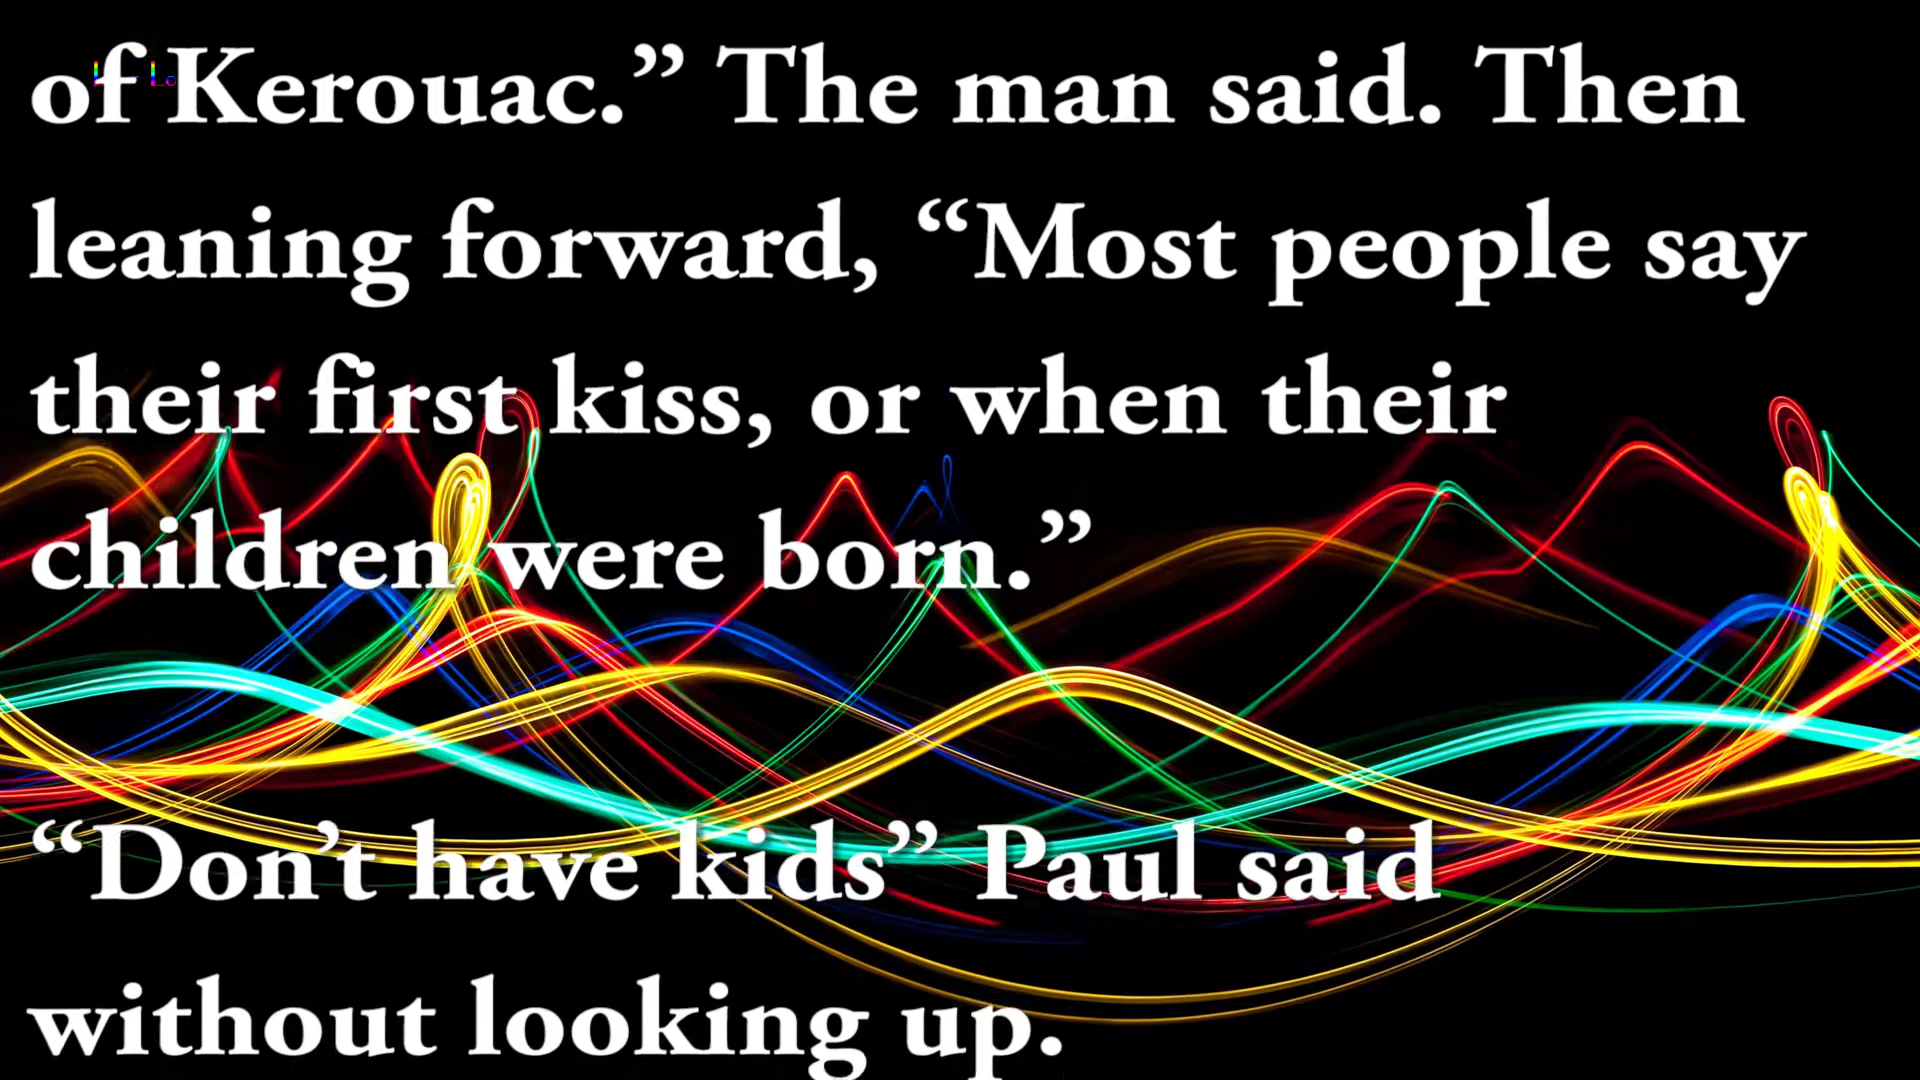 of Kerouac.” The man said. Then
leaning forward, “Most people say
their first kiss, or when their
children were born.”
“Don’t have kids” Paul said
without looking up.